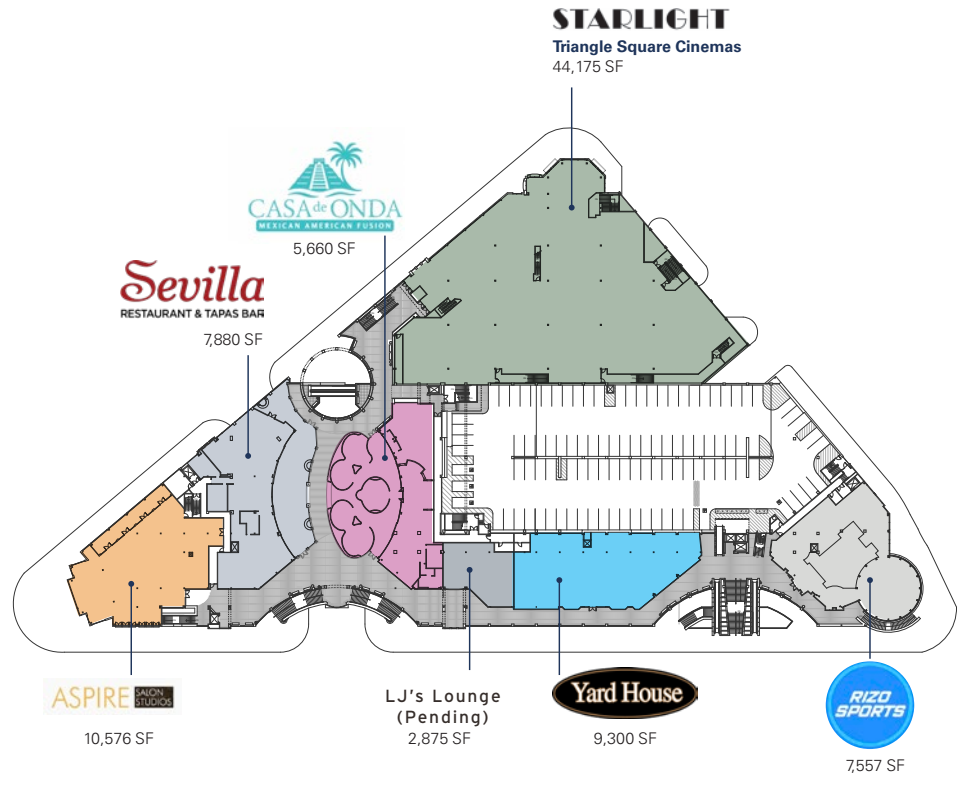 STARLIGHT
Triangle Square Cinemas
44,175 SF
CASA de ONDA
MEXICAN AMERICAN FUSION
5,660 SF
Sevilla
RESTAURANT & TAPAS BAR
7,880 SF
ASPIRE SALON STUDIOS
10,576 SF
LJ's Lounge
(Pending)
2,875 SF
Yard House
9,300 SF
RIZO
SPORTS
7,557 SF